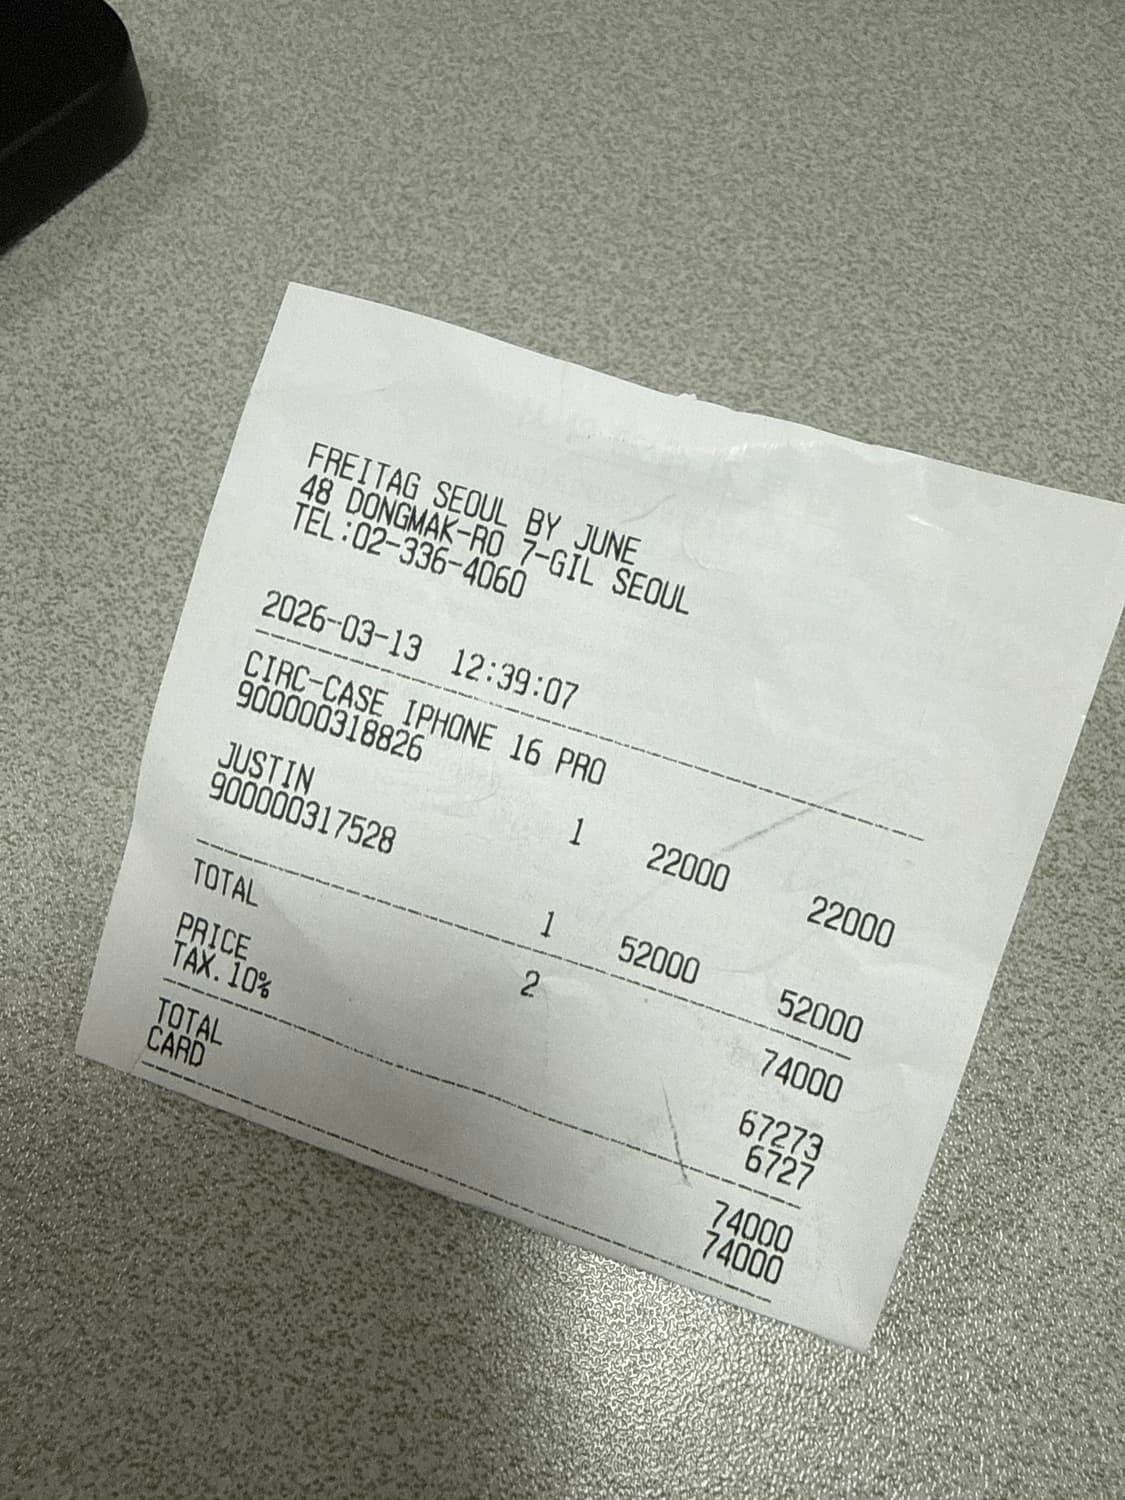 FREITAG SEOUL BY JUNE
48 DONGMAK-RO 7-GIL SEOUL
TEL:02-336-4060
2026-03-13 12:39:07
CIRC-CASE IPHONE 16 PRO
900000318826
1 22000 22000
JUSTIN
900000317528
1 52000 52000
TOTAL 2 74000
PRICE 67273
TAX.10% 6727
TOTAL 74000
CARD 74000